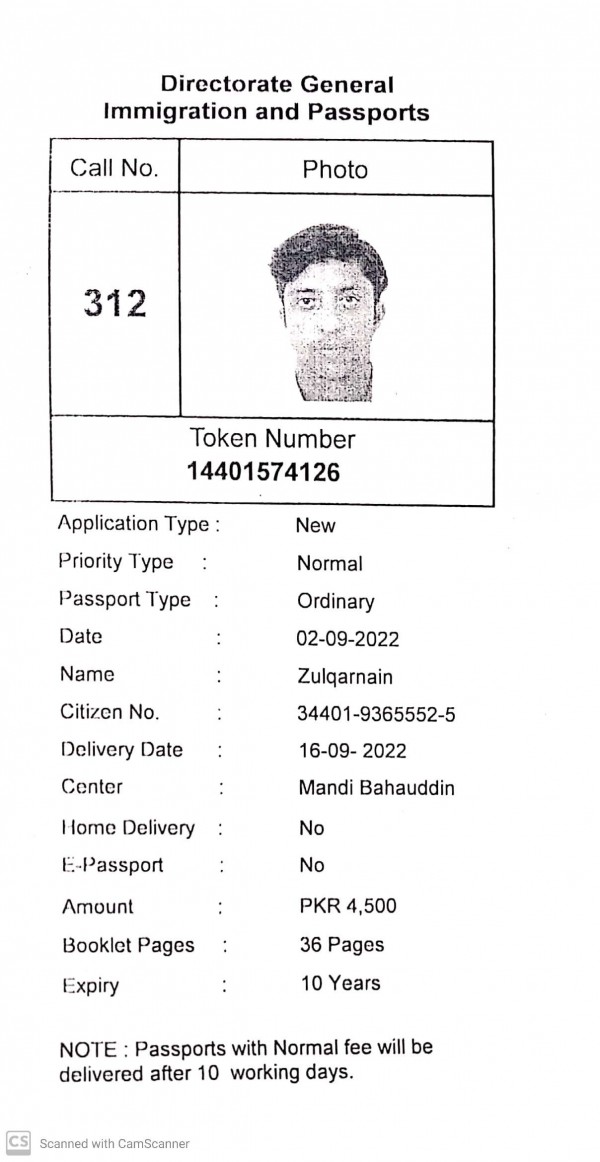 Directorate General
Immigration and Passports
Call No. Photo
312
Token Number
14401574126
Application Type : New
Priority Type : Normal
Passport Type : Ordinary
Date : 02-09-2022
Name : Zulqarnain
Citizen No. : 34401-9365552-5
Delivery Date : 16-09- 2022
Center : Mandi Bahauddin
Home Delivery : No
E-Passport : No
Amount : PKR 4,500
Booklet Pages : 36 Pages
Expiry : 10 Years
NOTE : Passports with Normal fee will be
delivered after 10 working days.
CS Scanned with CamScanner